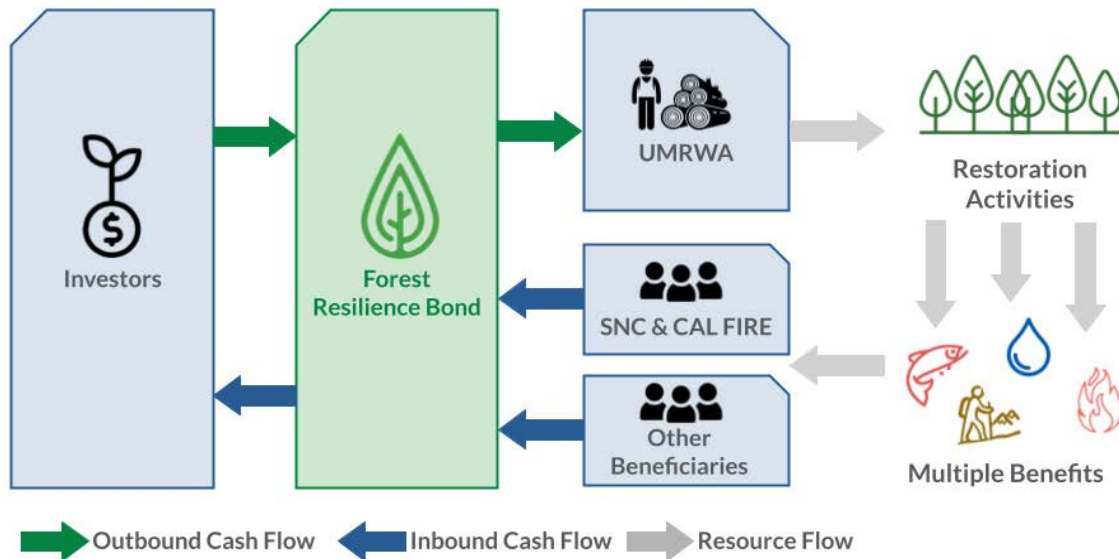 $
Investors
Forest
Resilience Bond
UMRWA
SNC & CAL FIRE
Other
Beneficiaries
Restoration
Activities
Multiple Benefits
Outbound Cash Flow
Inbound Cash Flow
Resource Flow